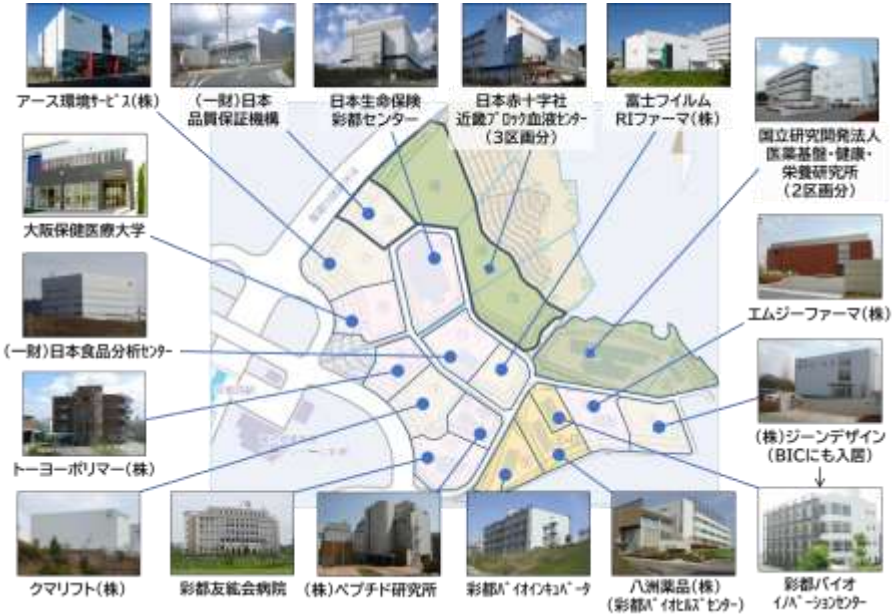 アース環境サービス(株)
(一財)日本
品質保証機構
日本生命保険
彩都センター
日本赤十字社
近畿ブロック血液センター
(3区画分)
富士フイルム
RIファーマ(株)
国立研究開発法人
医薬基盤・健康・
栄養研究所
(2区画分)
大阪保健医療大学
エムジーファーマ(株)
(一財)日本食品分析センター
(株)ジーンデザイン
(BICにも入居)
トーヨーポリマー(株)
クマリフト(株)
彩都友紘会病院
(株)ペプチド研究所
彩都バイオインキュベータ
八洲薬品(株)
(彩都バイオヒルズセンター)
彩都バイオ
イノベーションセンター